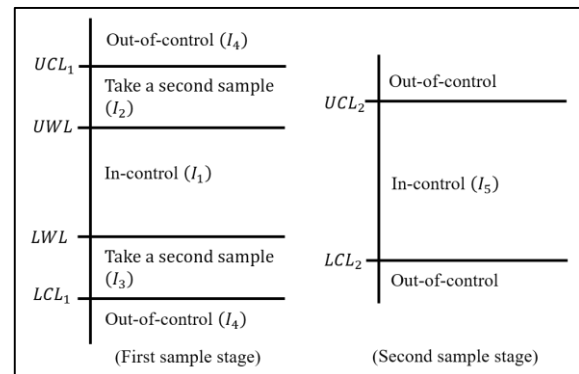 Out-of-control (I₄)
UCL₁
Take a second sample
(I₂)
UWL
In-control (I₁)
LWL
Take a second sample
(I₃)
LCL₁
Out-of-control (I₄)
(First sample stage)
Out-of-control
UCL₂
In-control (I₅)
LCL₂
Out-of-control
(Second sample stage)